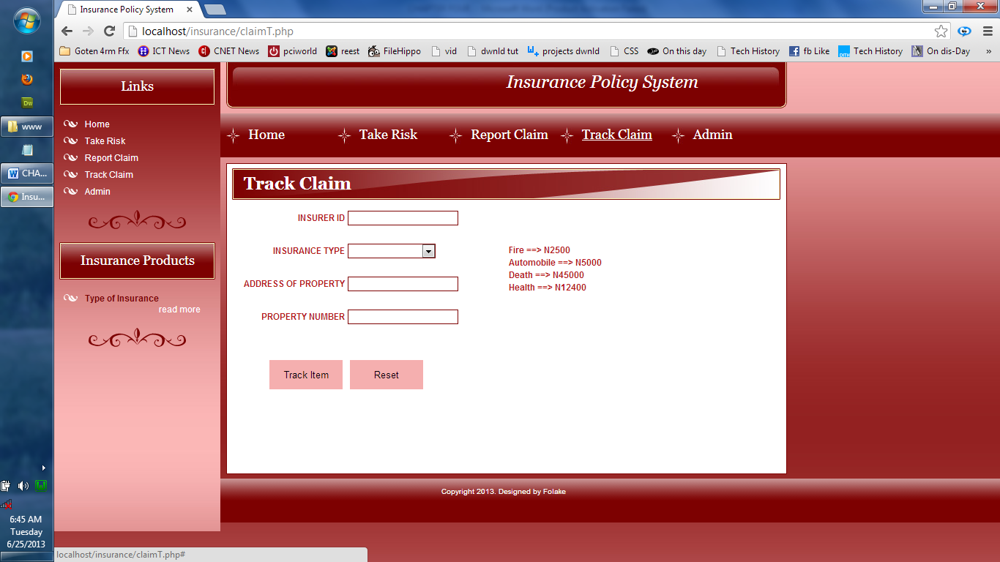 Insurance Policy System
localhost/insurance/claimT.php
Goten 4rm Ffx ICT News CNET News pciworld reest FileHippo vid dwnld tut projects dwnld CSS On this day Tech History fb Like Tech History On dis-Day »
Dw
www
CHA...
Insu...
6:45 AM
Tuesday
6/25/2013
Links
Home
Take Risk
Report Claim
Track Claim
Admin
Insurance Products
Type of Insurance
read more
Insurance Policy System
Home Take Risk Report Claim Track Claim Admin
Track Claim
INSURER ID
INSURANCE TYPE
ADDRESS OF PROPERTY
PROPERTY NUMBER
Fire ==> N2500
Automobile ==> N5000
Death ==> N45000
Health ==> N12400
Track Item Reset
Copyright 2013. Designed by Folake
localhost/insurance/claimT.php#